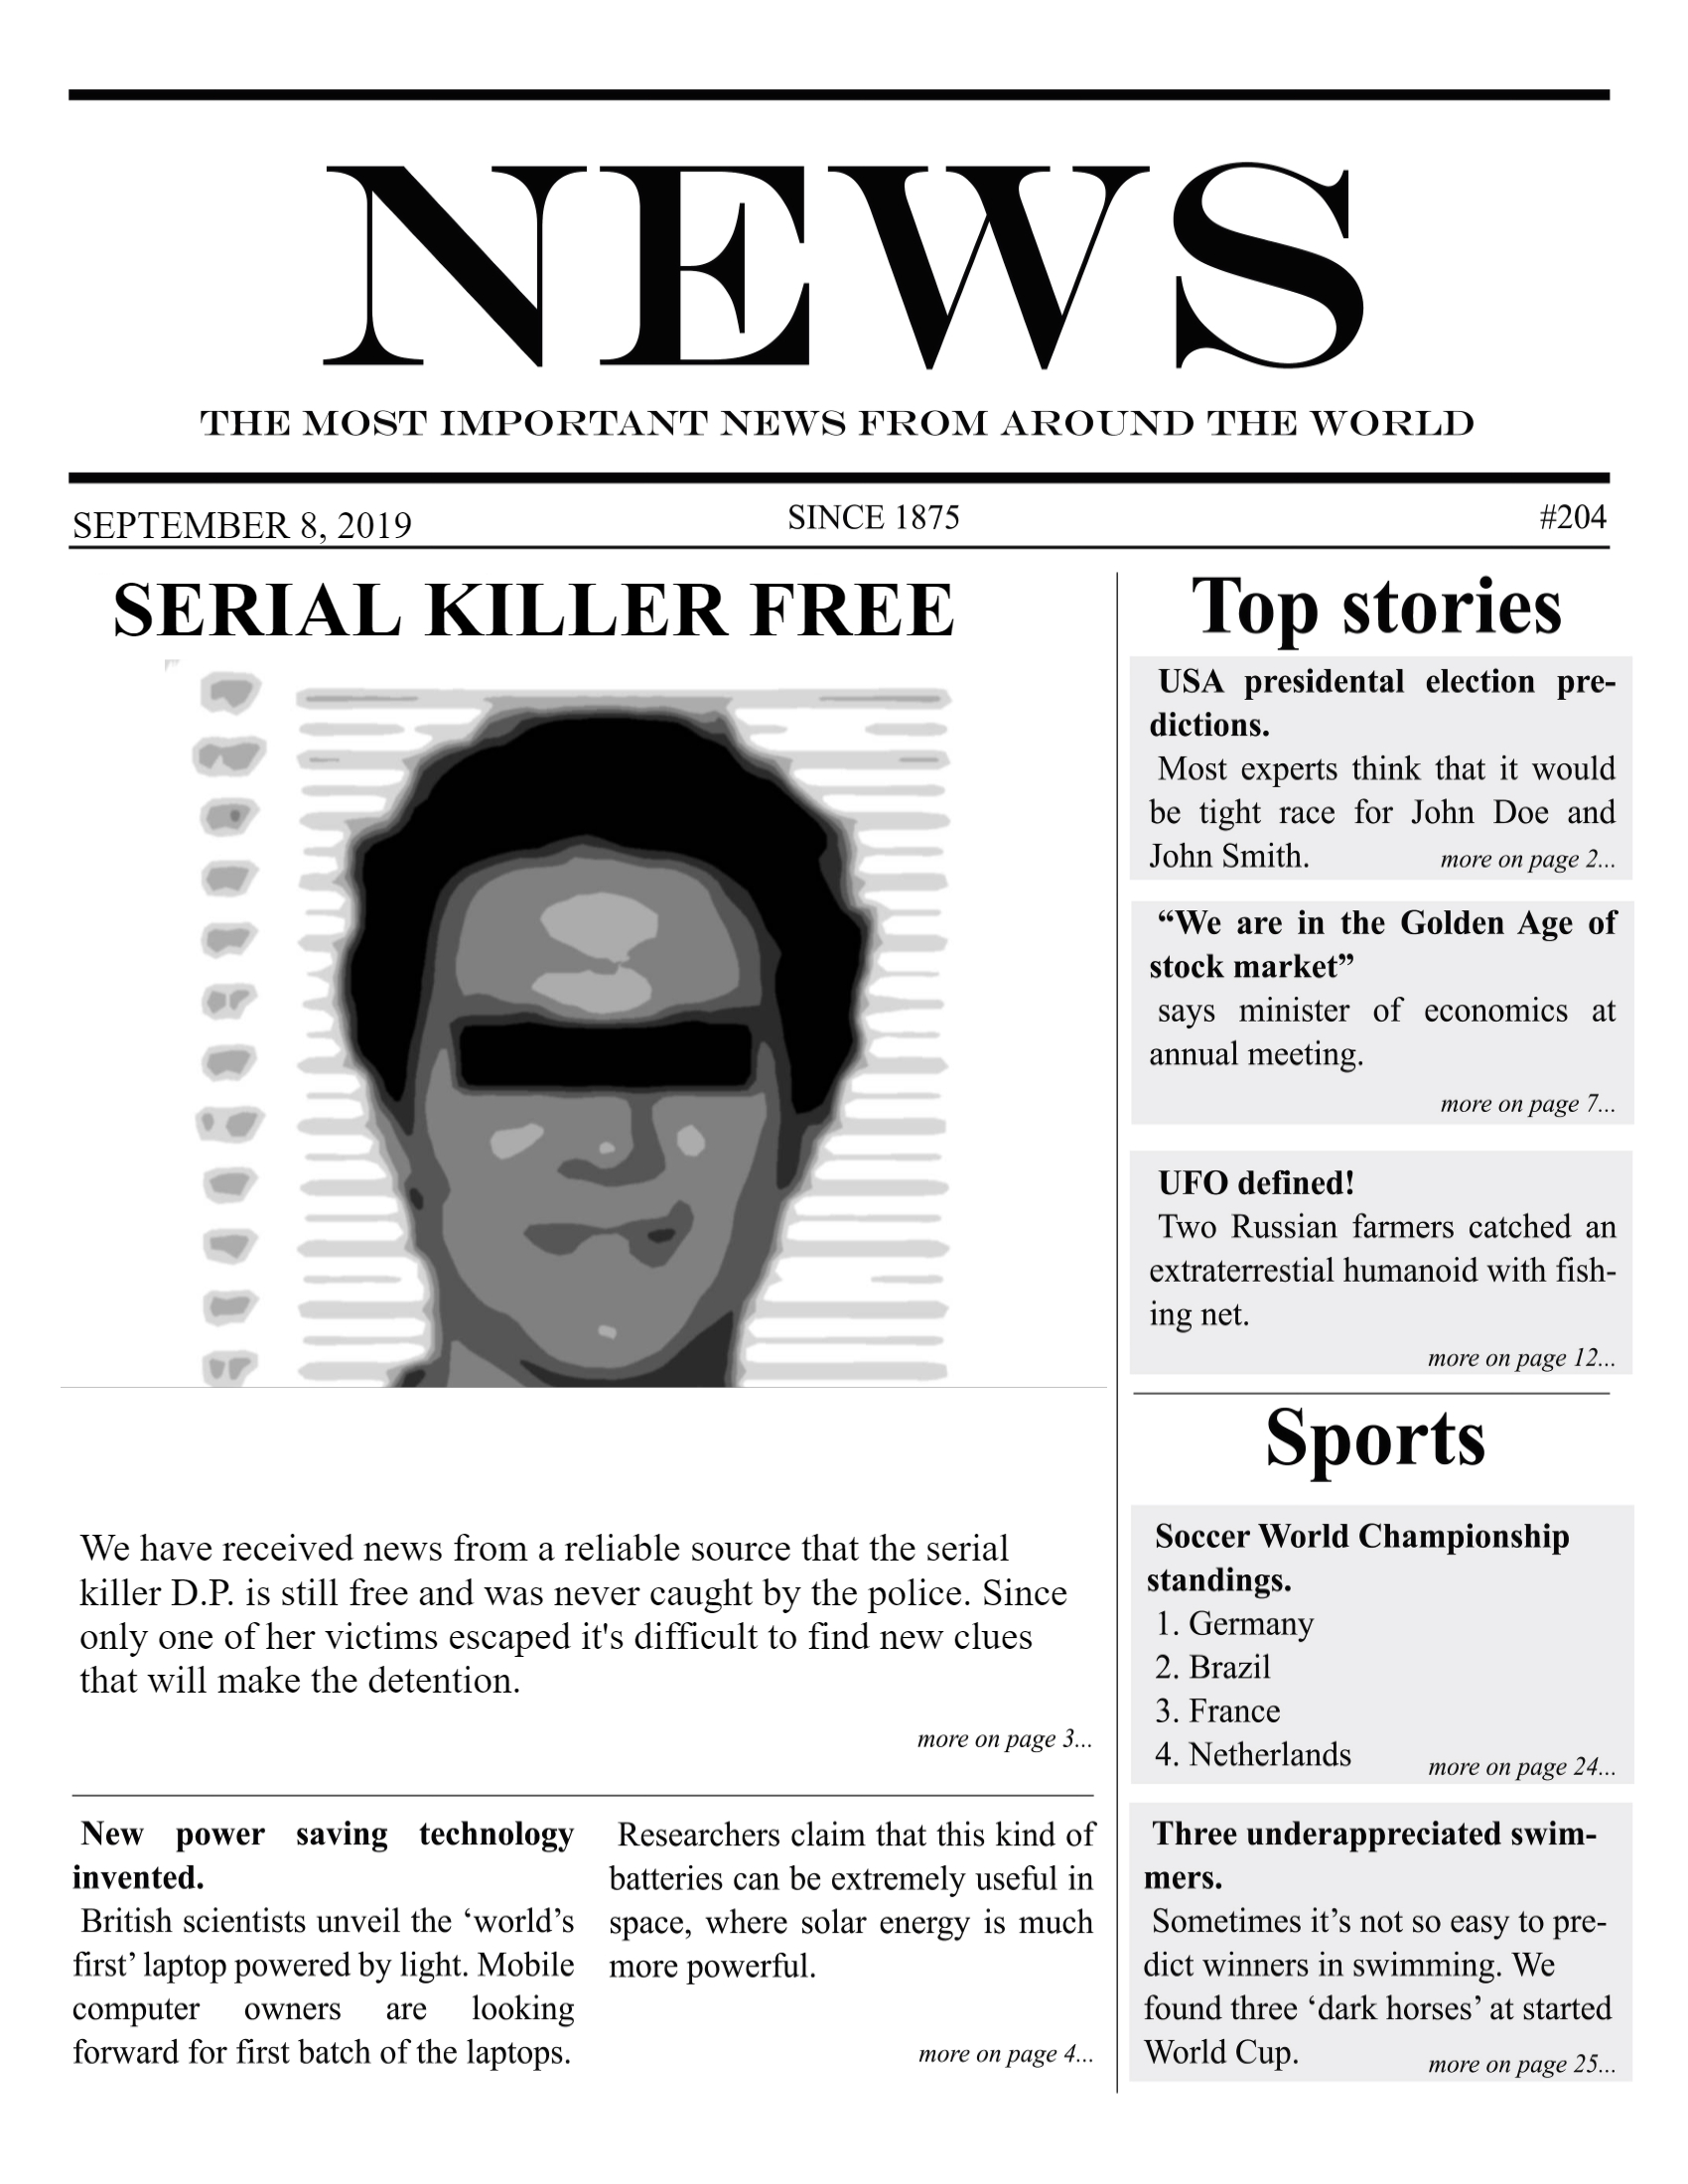 NEWS
THE MOST IMPORTANT NEWS FROM AROUND THE WORLD
SEPTEMBER 8, 2019
SINCE 1875
#204
SERIAL KILLER FREE
We have received news from a reliable source that the serial
killer D.P. is still free and was never caught by the police. Since
only one of her victims escaped it's difficult to find new clues
that will make the detention.
more on page 3...
New power saving technology
invented.
British scientists unveil the ‘world’s
first’ laptop powered by light. Mobile
computer owners are looking
forward for first batch of the laptops.
Researchers claim that this kind of
batteries can be extremely useful in
space, where solar energy is much
more powerful.
more on page 4...
Top stories
USA presidental election pre-
dictions.
Most experts think that it would
be tight race for John Doe and
John Smith.
more on page 2...
“We are in the Golden Age of
stock market”
says minister of economics at
annual meeting.
more on page 7...
UFO defined!
Two Russian farmers catched an
extraterrestial humanoid with fish-
ing net.
more on page 12...
Sports
Soccer World Championship
standings.
1. Germany
2. Brazil
3. France
4. Netherlands
more on page 24...
Three underappreciated swim-
mers.
Sometimes it’s not so easy to pre-
dict winners in swimming. We
found three ‘dark horses’ at started
World Cup.
more on page 25...